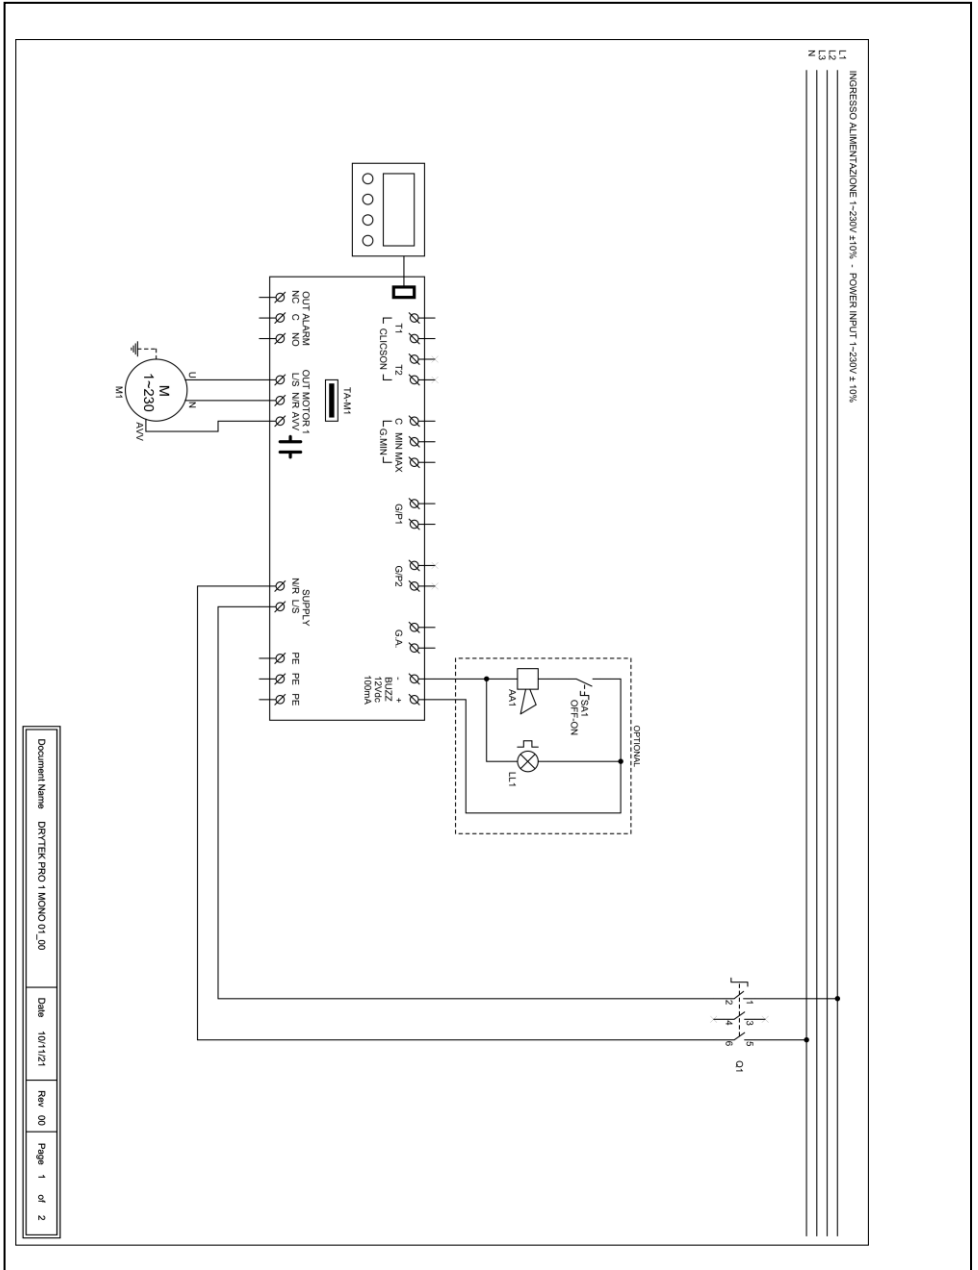 L1
L2
L3
N
INGRESSO ALIMENTAZIONE 1~230V ±10% - POWER INPUT 1~230V ± 10%
T1
T2
CLICSON
C MIN MAX
G.MIN
G/P1
G/P2
G.A.
- +
BUZZ
12Vdc
100mA
TA-M1
OUT ALARM
NC C NO
OUT MOTOR 1
L/S N/R AVV
SUPPLY
N/R L/S
PE PE PE
U
N
AVV
M
1~230
M1
OPTIONAL
SA1
OFF-ON
AA1
LL1
1 3 5
2 4 6
Q1
Document Name DRYTEK PRO 1 MONO 01_00 Date 10/11/21 Rev 00 Page 1 of 2